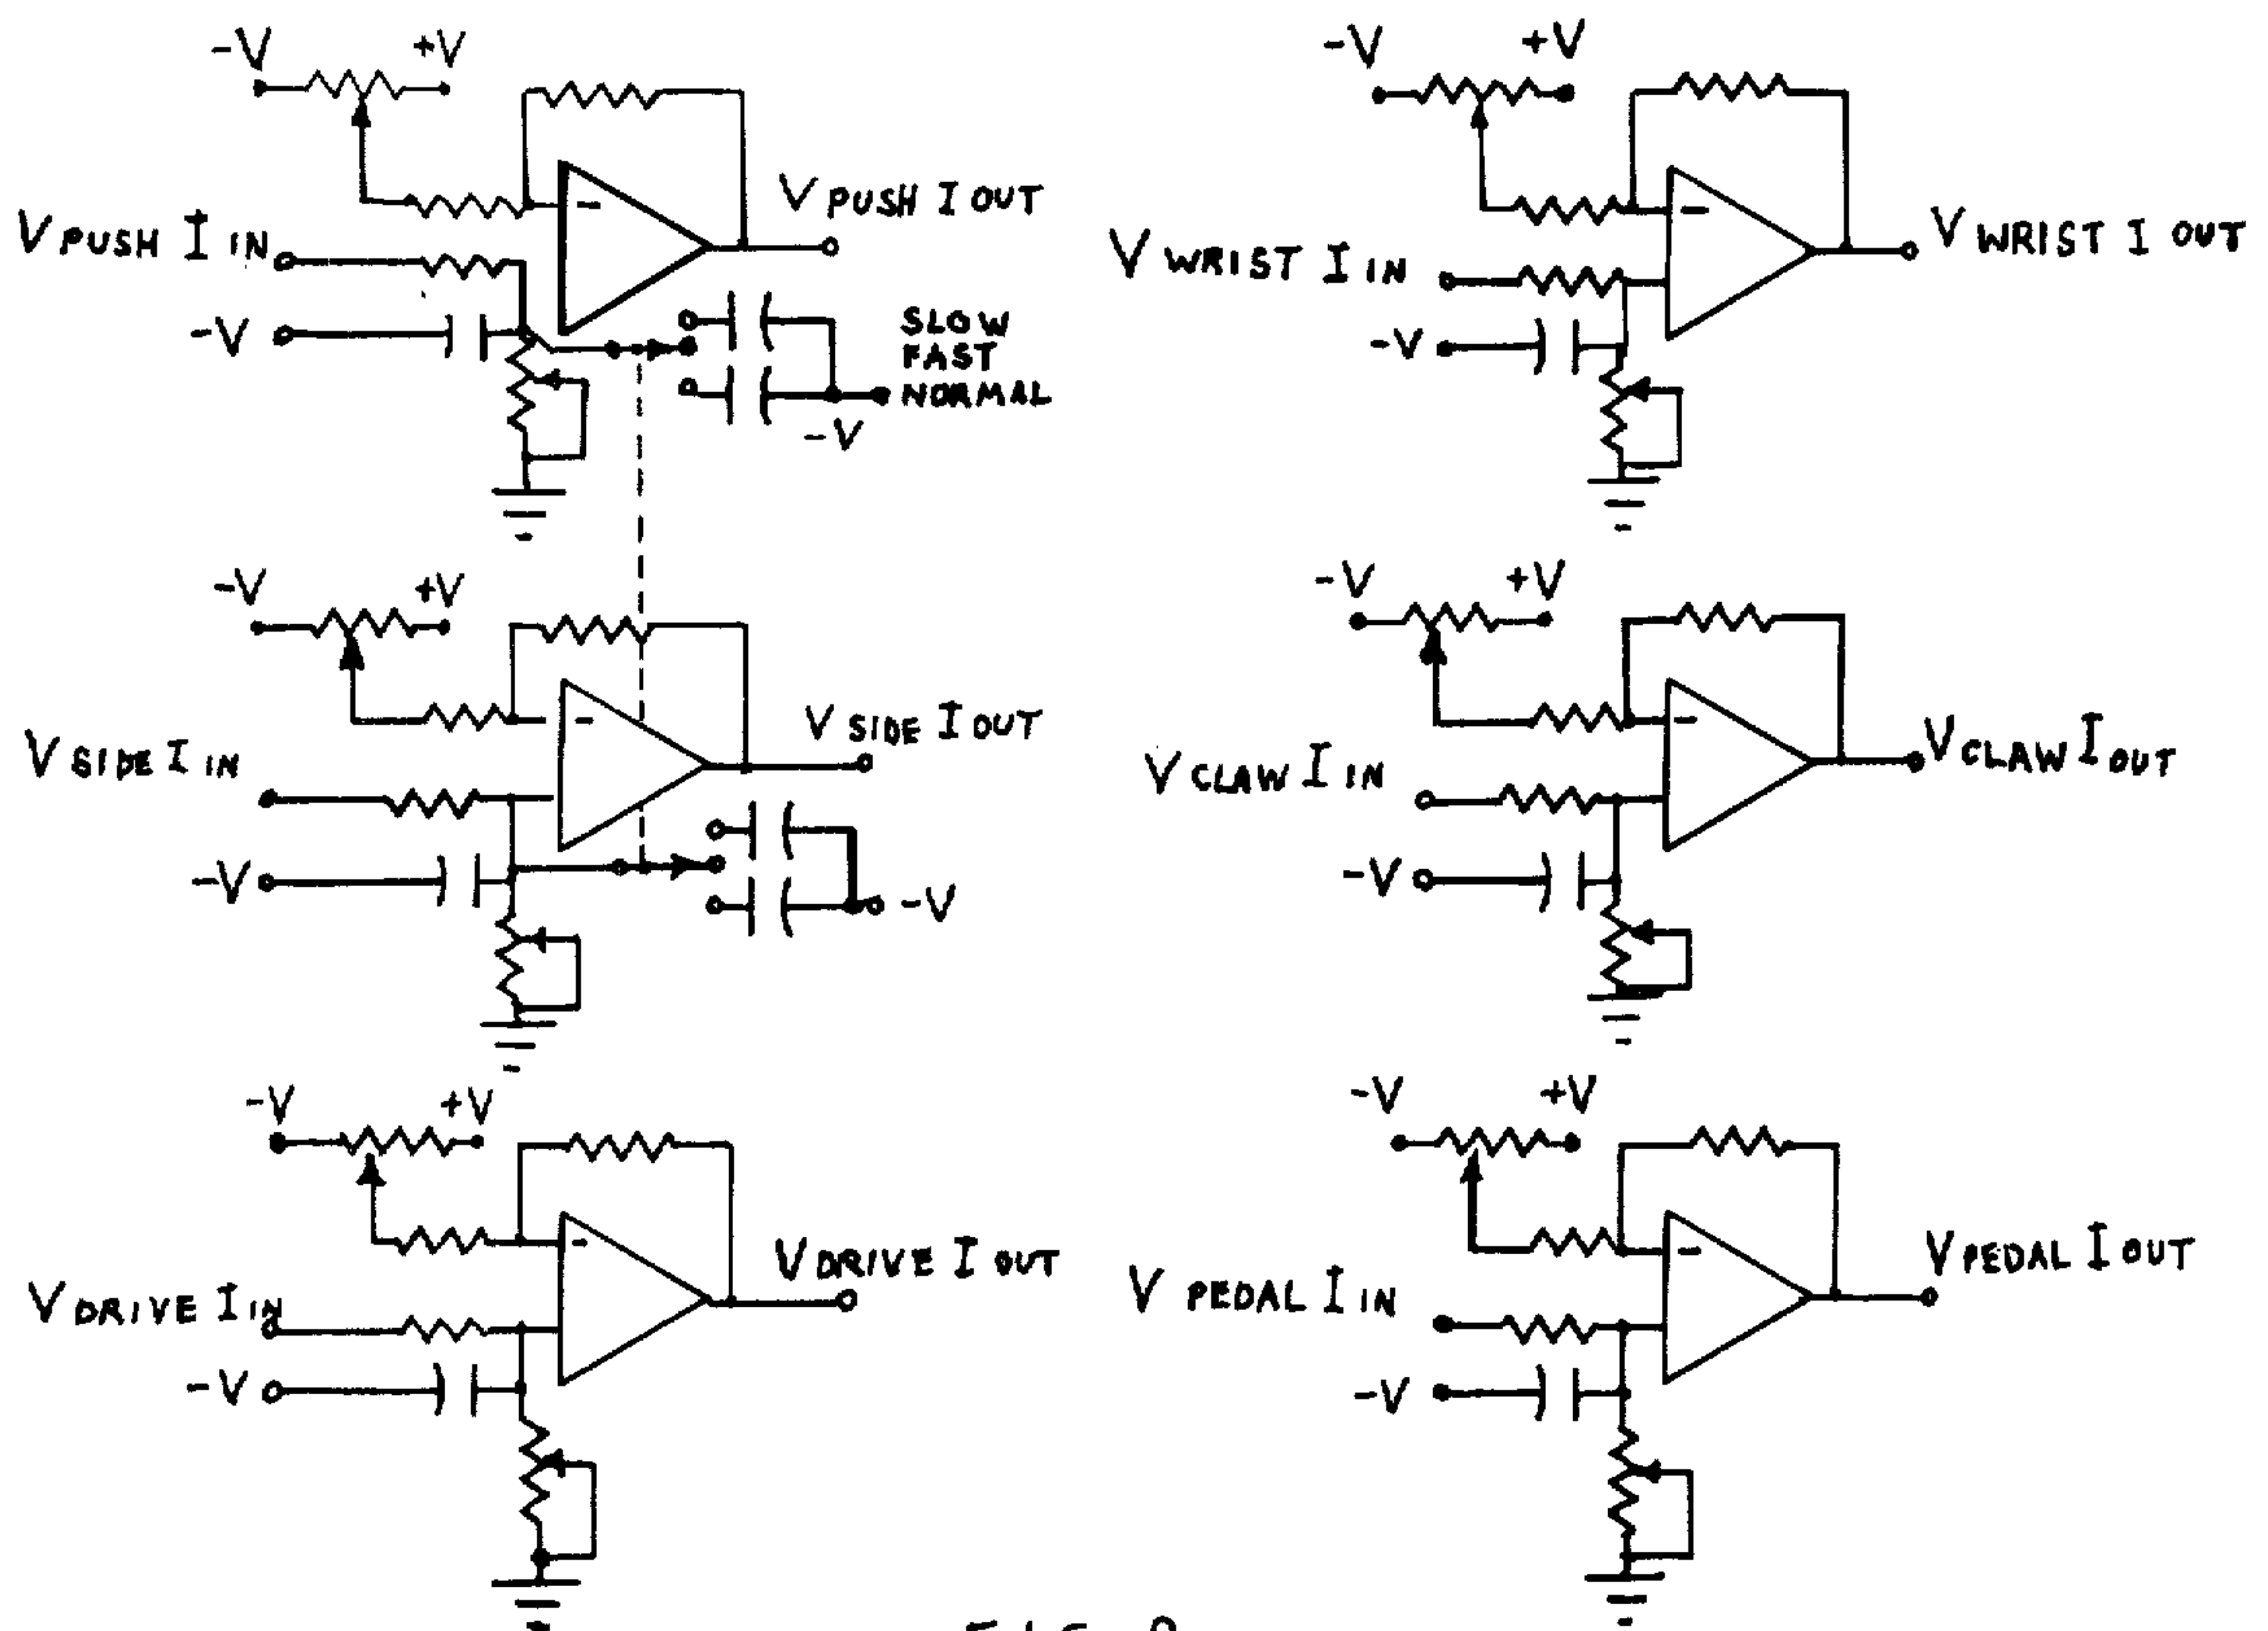 -V +V
V PUSH I OUT
V PUSH I IN
-V
SLOW
FAST
NORMAL
-V
-
-V +V
V SIDE I OUT
V SIDE I IN
-V
-V
-
-V +V
V DRIVE I OUT
V DRIVE I IN
-V
-
-V +V
V WRIST I OUT
V WRIST I IN
-V
-
-V +V
V CLAW I OUT
V CLAW I IN
-V
-
-V +V
V PEDAL I OUT
V PEDAL I IN
-V
-